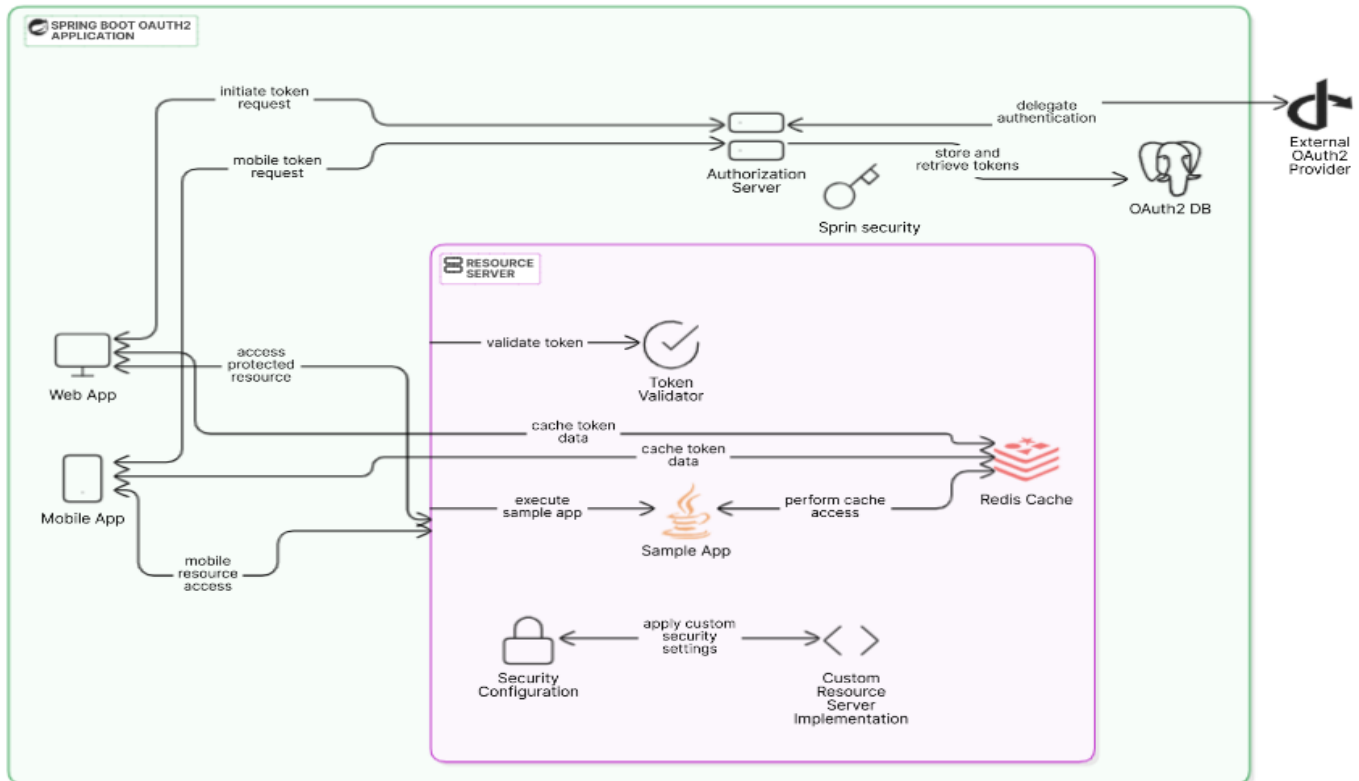 SPRING BOOT OAUTH2
APPLICATION
initiate token
request
delegate
authentication
mobile token
request
store and
retrieve tokens
Authorization
Server
External
OAuth2
Provider
OAuth2 DB
Sprin security
RESOURCE
SERVER
validate token
access
protected
resource
Web App
Token
Validator
cache token
data
cache token
data
Redis Cache
execute
sample app
perform cache
access
Mobile App
Sample App
mobile
resource
access
apply custom
security
settings
Security
Configuration
Custom
Resource
Server
Implementation